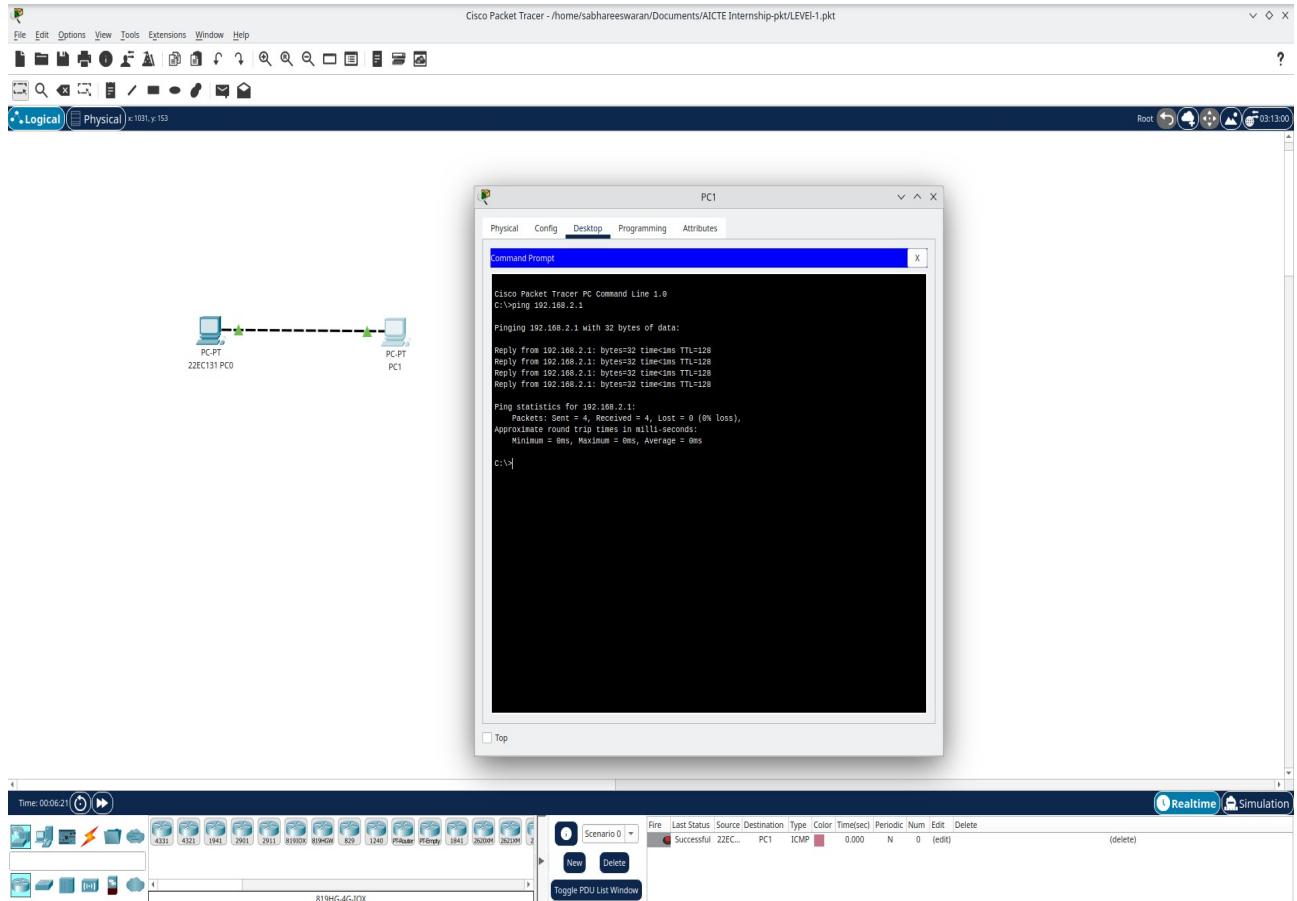 Cisco Packet Tracer - /home/sabhareeswaran/Documents/AICTE Internship-pkt/LEVEl-1.pkt
File Edit Options View Tools Extensions Window Help
?
Logical Physical x: 1031, y: 153 Root 03:13:00
PC1
Physical Config Desktop Programming Attributes
Command Prompt X
Cisco Packet Tracer PC Command Line 1.0
C:\>ping 192.168.2.1
Pinging 192.168.2.1 with 32 bytes of data:
Reply from 192.168.2.1: bytes=32 time<1ms TTL=128
Reply from 192.168.2.1: bytes=32 time<1ms TTL=128
Reply from 192.168.2.1: bytes=32 time<1ms TTL=128
Reply from 192.168.2.1: bytes=32 time<1ms TTL=128
Ping statistics for 192.168.2.1:
Packets: Sent = 4, Received = 4, Lost = 0 (0% loss),
Approximate round trip times in milli-seconds:
Minimum = 0ms, Maximum = 0ms, Average = 0ms
C:\>
Top
PC-PT
22EC131 PC0
PC-PT
PC1
Time: 00:06:21 Realtime Simulation
4331 4321 1941 2901 2911 819IOX 819HGW 829 1240 PT-Router PT-Empty 1841 2620XM 2621XM
819HG-4G-IOX
Scenario 0
New Delete
Toggle PDU List Window
Fire Last Status Source Destination Type Color Time(sec) Periodic Num Edit Delete
Successful 22EC... PC1 ICMP 0.000 N 0 (edit) (delete)